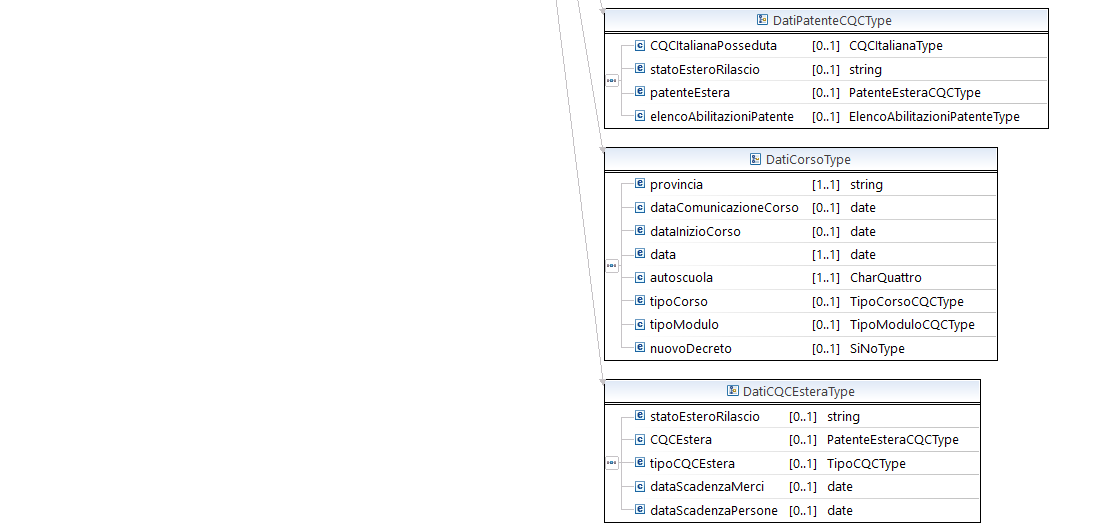 DatiPatenteCQCType
CQCItalianaPosseduta [0..1] CQCItalianaType
statoEsteroRilascio [0..1] string
patenteEstera [0..1] PatenteEsteraCQCType
elencoAbilitazioniPatente [0..1] ElencoAbilitazioniPatenteType
DatiCorsoType
provincia [1..1] string
dataComunicazioneCorso [0..1] date
dataInizioCorso [0..1] date
data [1..1] date
autoscuola [1..1] CharQuattro
tipoCorso [0..1] TipoCorsoCQCType
tipoModulo [0..1] TipoModuloCQCType
nuovoDecreto [0..1] SiNoType
DatiCQCEsteraType
statoEsteroRilascio [0..1] string
CQCEstera [0..1] PatenteEsteraCQCType
tipoCQCEstera [0..1] TipoCQCType
dataScadenzaMerci [0..1] date
dataScadenzaPersone [0..1] date